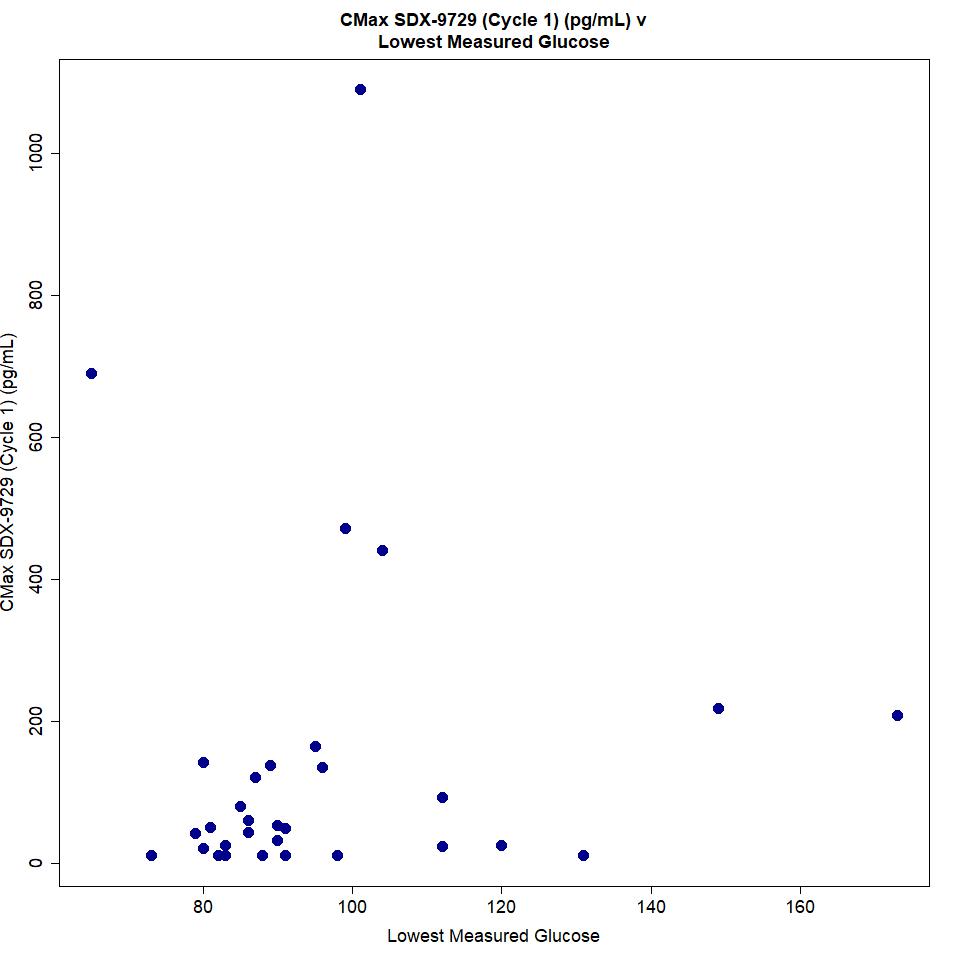 CMax SDX-9729 (Cycle 1) (pg/mL) v
Lowest Measured Glucose
CMax SDX-9729 (Cycle 1) (pg/mL)
1000
800
600
400
200
0
80 100 120 140 160
Lowest Measured Glucose